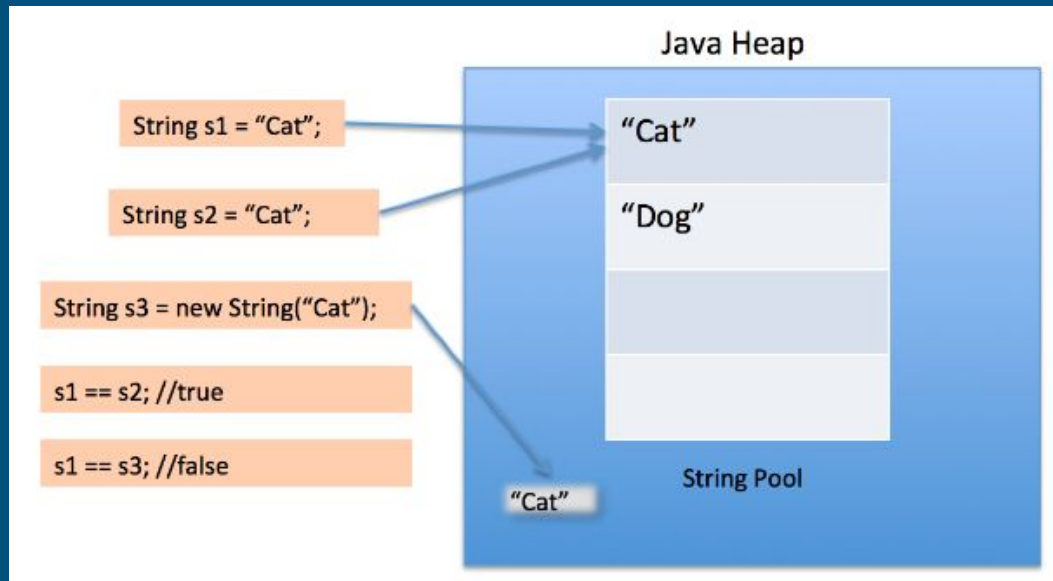 Java Heap
String s1 = “Cat”;
String s2 = “Cat”;
String s3 = new String(“Cat”);
s1 == s2; //true
s1 == s3; //false
“Cat”
“Dog”
String Pool
“Cat”